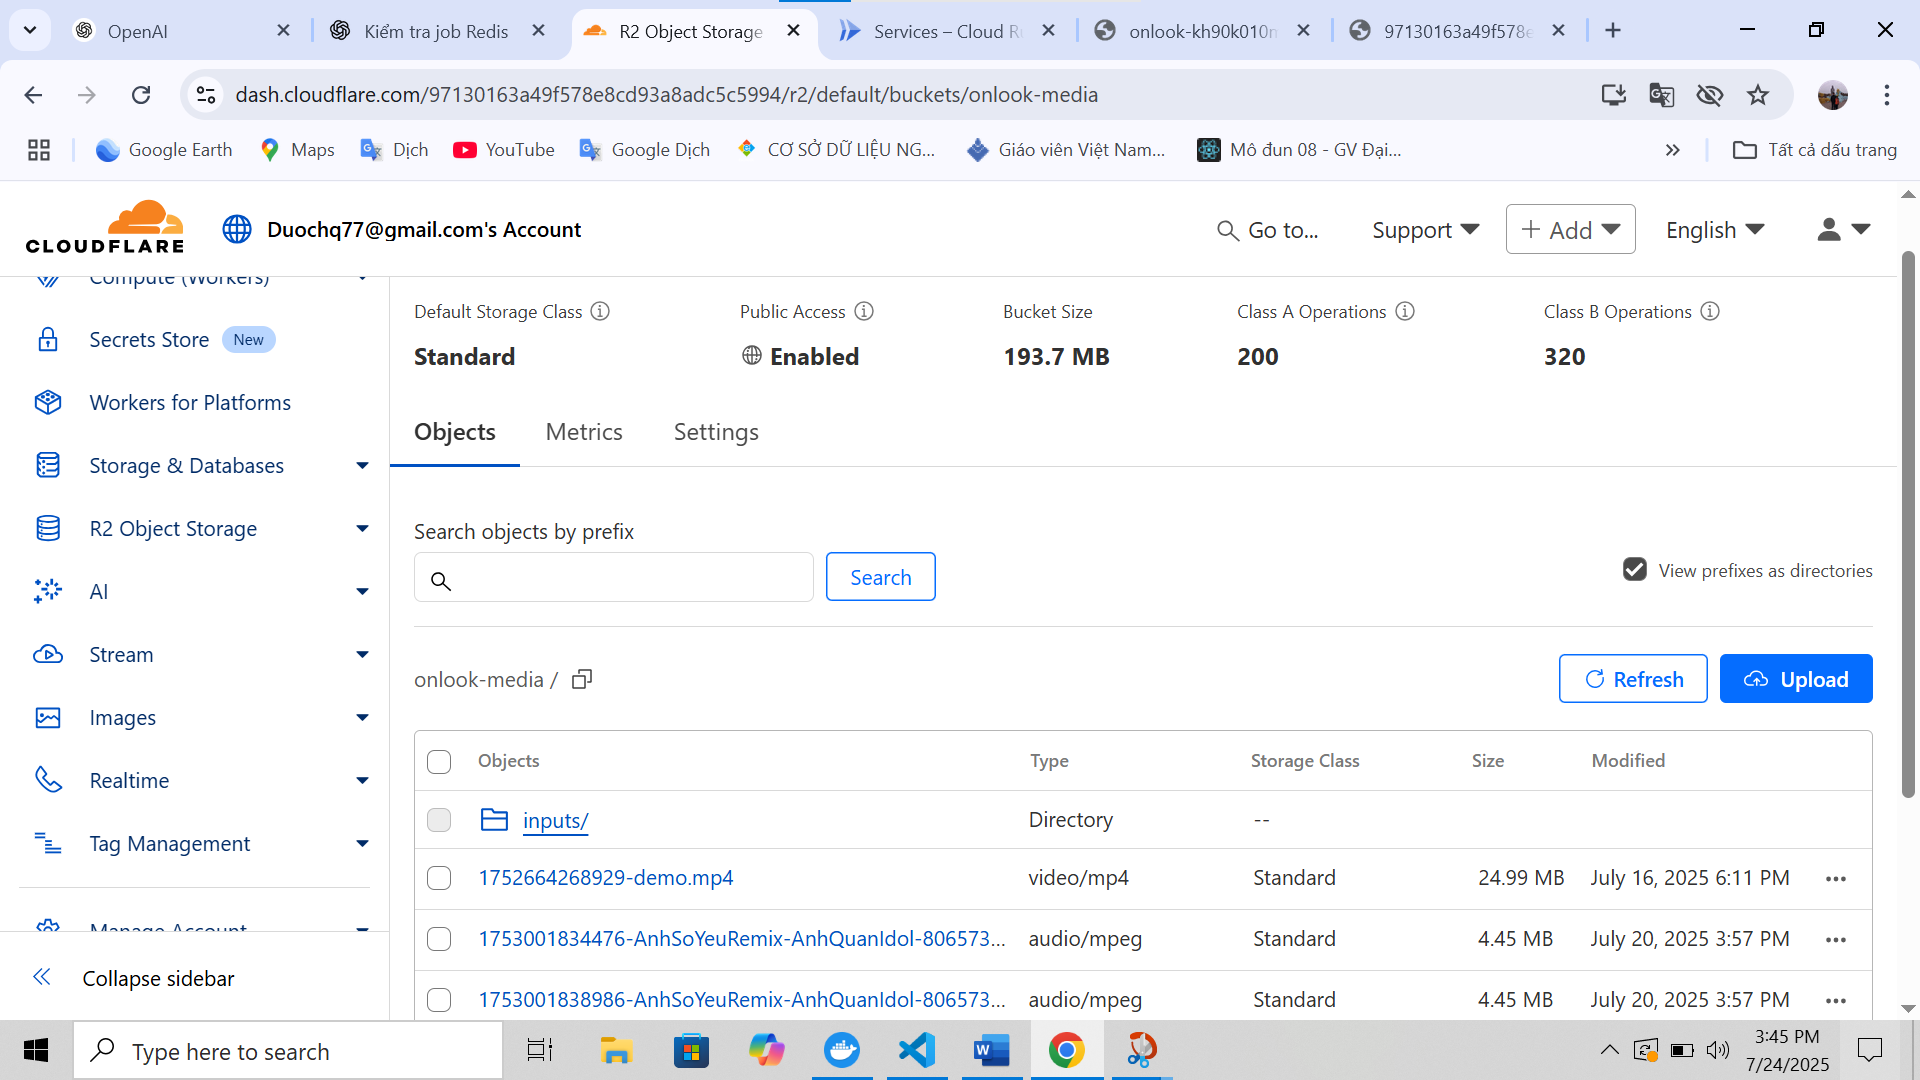 OpenAI
Kiểm tra job Redis
R2 Object Storage
Services – Cloud R
onlook-kh90k010
97130163a49f578e
dash.cloudflare.com/97130163a49f578e8cd93a8adc5c5994/r2/default/buckets/onlook-media
Google Earth
Maps
Dịch
YouTube
Google Dịch
CƠ SỞ DỮ LIỆU NG...
Giáo viên Việt Nam...
Mô đun 08 - GV Đại...
Tất cả dấu trang
CLOUDFLARE
Duochq77@gmail.com's Account
Go to...
Support
Add
English
Compute (Workers)
Secrets Store New
Workers for Platforms
Storage & Databases
R2 Object Storage
AI
Stream
Images
Realtime
Tag Management
Manage Account
Collapse sidebar
Default Storage Class
Public Access
Bucket Size
Class A Operations
Class B Operations
Standard
Enabled
193.7 MB
200
320
Objects
Metrics
Settings
Search objects by prefix
Search
View prefixes as directories
onlook-media /
Refresh
Upload
Objects Type Storage Class Size Modified
inputs/ Directory --
1752664268929-demo.mp4 video/mp4 Standard 24.99 MB July 16, 2025 6:11 PM
1753001834476-AnhSoYeuRemix-AnhQuanIdol-806573... audio/mpeg Standard 4.45 MB July 20, 2025 3:57 PM
1753001838986-AnhSoYeuRemix-AnhQuanIdol-806573... audio/mpeg Standard 4.45 MB July 20, 2025 3:57 PM
Type here to search
3:45 PM
7/24/2025